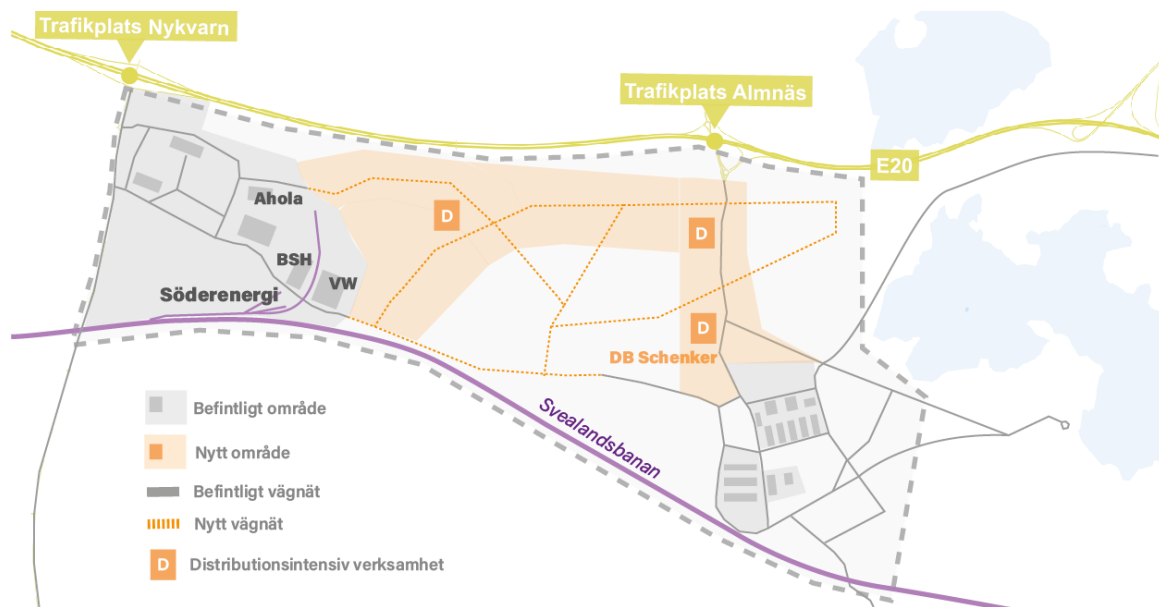 Trafikplats Nykvarn
Trafikplats Almnäs
E20
Ahola
D
D
BSH
VW
Söderenergi
D
DB Schenker
Svealandsbanan
Befintligt område
Nytt område
Befintligt vägnät
Nytt vägnät
D Distributionsintensiv verksamhet